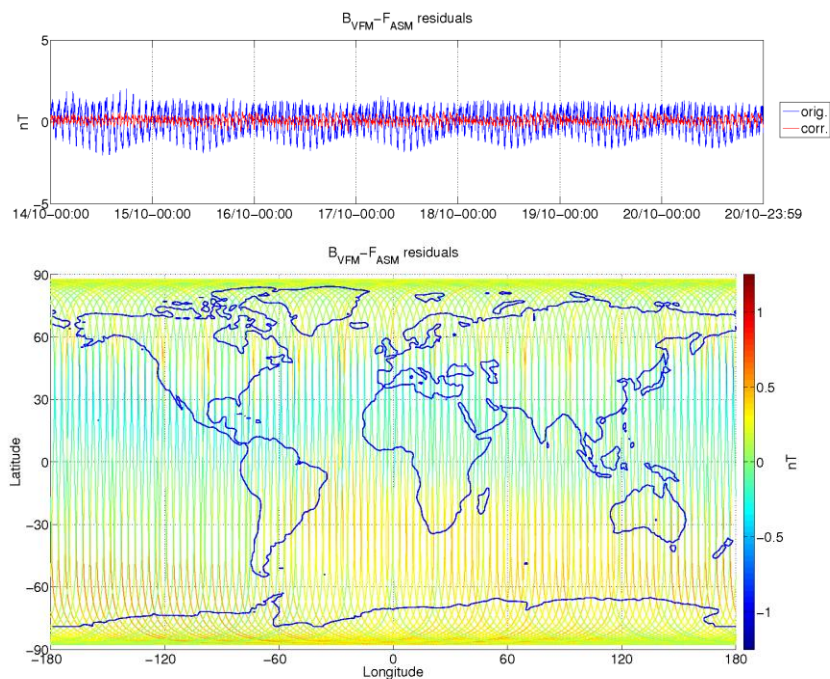 B_VFM−F_ASM residuals
5
0
−5
nT
orig.
corr.
14/10−00:00 15/10−00:00 16/10−00:00 17/10−00:00 18/10−00:00 19/10−00:00 20/10−00:00 20/10−23:59
B_VFM−F_ASM residuals
90
60
30
0
−30
−60
−90
Latitude
−180 −120 −60 0 60 120 180
Longitude
1
0.5
0
−0.5
−1
nT